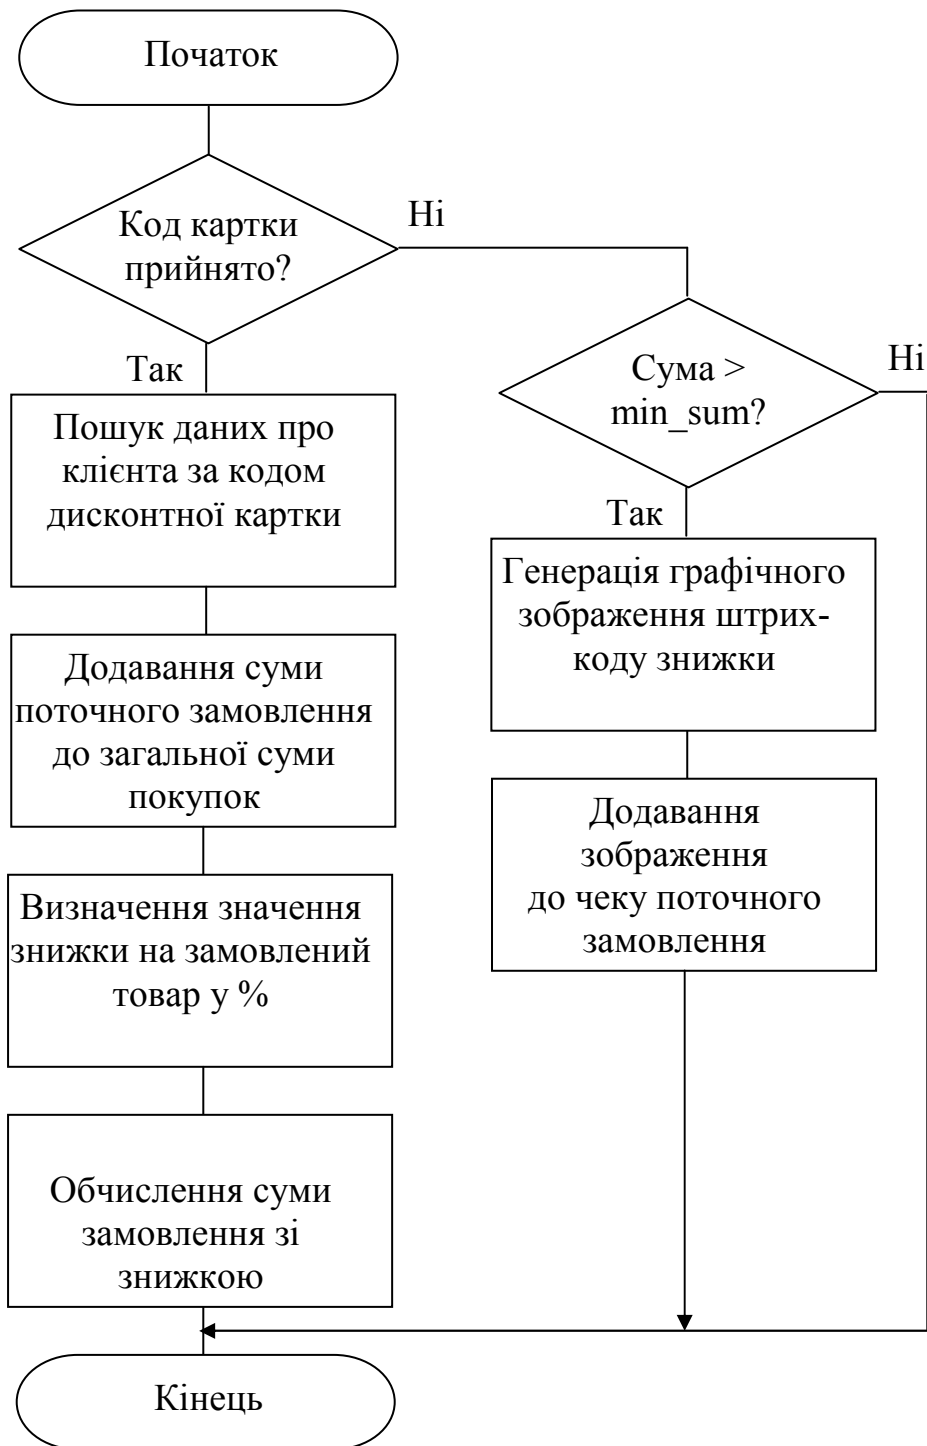 Початок
Код картки
прийнято?
Ні
Так
Сума >
min_sum?
Ні
Так
Пошук даних про
клієнта за кодом
дисконтної картки
Додавання суми
поточного замовлення
до загальної суми
покупок
Визначення значення
знижки на замовлений
товар у %
Обчислення суми
замовлення зі
знижкою
Генерація графічного
зображення штрих-
коду знижки
Додавання
зображення
до чеку поточного
замовлення
Кінець